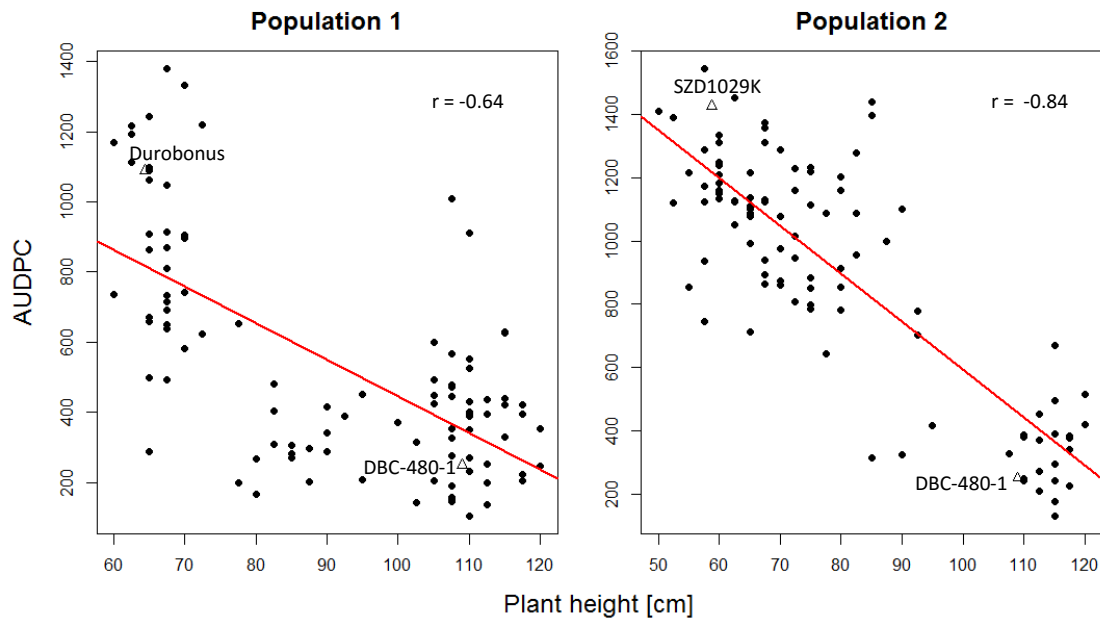 Population 1
Population 2
AUDPC
1400
1200
1000
800
600
400
200
r = -0.64
Durobonus
DBC-480-1
60 70 80 90 100 110 120
1600
1400
1200
1000
800
600
400
200
SZD1029K
r = -0.84
DBC-480-1
50 60 70 80 90 100 110 120
Plant height [cm]